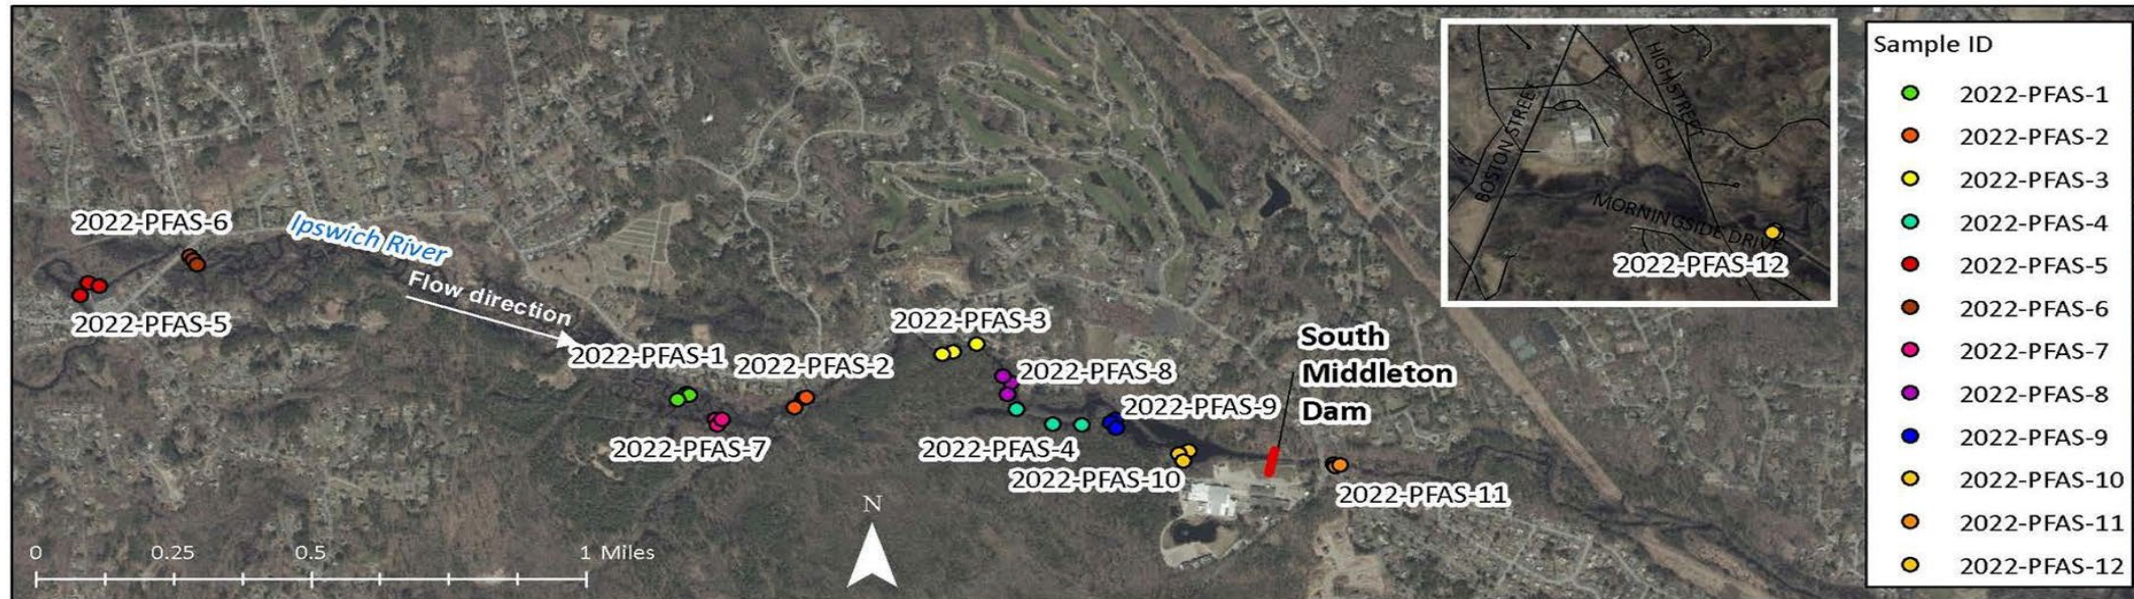 2022-PFAS-6
Ipswich River
Flow direction
2022-PFAS-5
2022-PFAS-1
2022-PFAS-2
2022-PFAS-3
2022-PFAS-8
2022-PFAS-9
2022-PFAS-7
2022-PFAS-4
2022-PFAS-10
2022-PFAS-11
South
Middleton
Dam
N
0 0.25 0.5 1 Miles
BOSTON STREET
HIGH STREET
MORNINGSIDE DRIVE
2022-PFAS-12
Sample ID
2022-PFAS-1
2022-PFAS-2
2022-PFAS-3
2022-PFAS-4
2022-PFAS-5
2022-PFAS-6
2022-PFAS-7
2022-PFAS-8
2022-PFAS-9
2022-PFAS-10
2022-PFAS-11
2022-PFAS-12